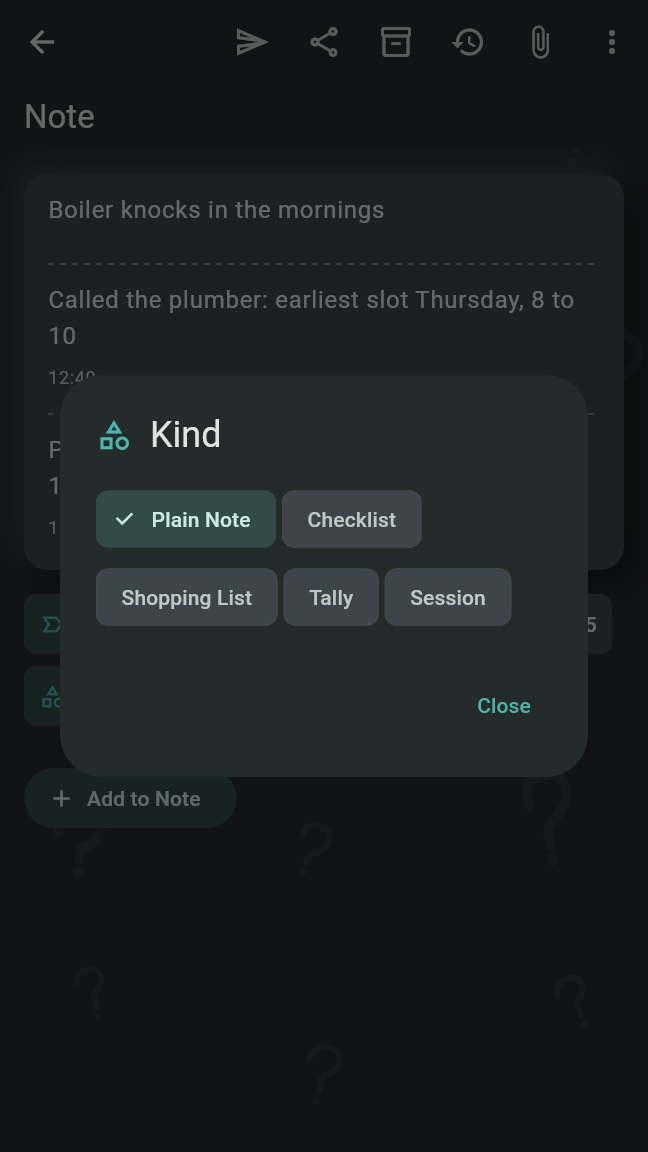 Note
Boiler knocks in the mornings
Called the plumber: earliest slot Thursday, 8 to
10
Kind
Plain Note
Checklist
Shopping List
Tally
Session
Close
Add to Note